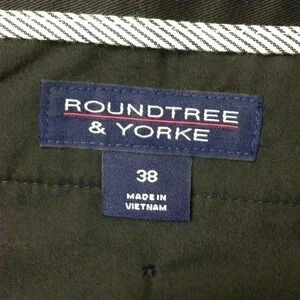 ROUNDTREE
& YORKE
38
MADE IN
VIETNAM